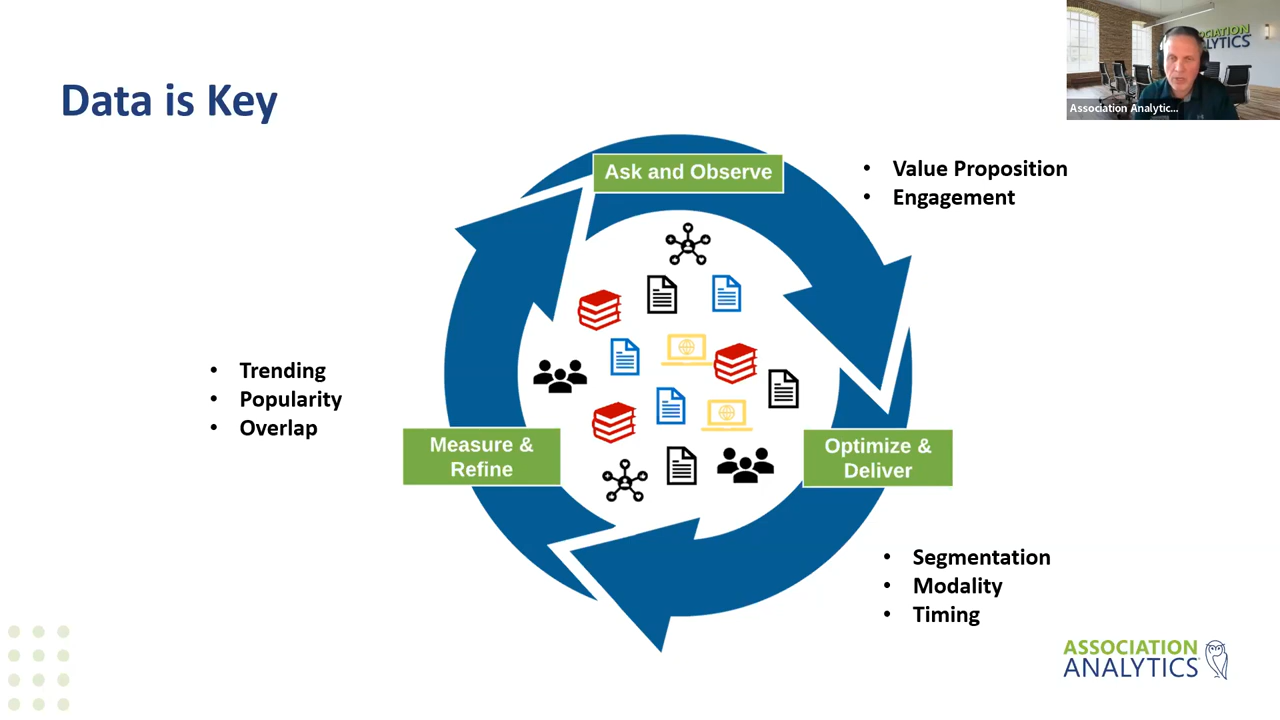 Data is Key
Association Analytic...
Ask and Observe
• Value Proposition
• Engagement
• Trending
• Popularity
• Overlap
Measure &
Refine
Optimize &
Deliver
• Segmentation
• Modality
• Timing
ASSOCIATION
ANALYTICS